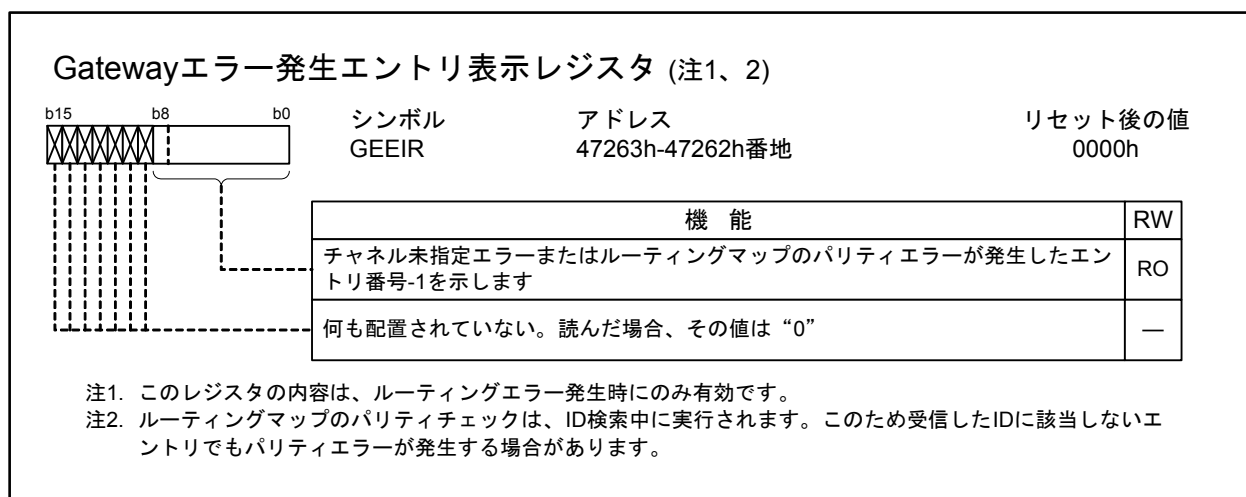 Gatewayエラー発生エントリ表示レジスタ (注1、2)
b15 b8 b0
シンボル アドレス リセット後の値
GEEIR 47263h-47262h番地 0000h
機 能 RW
チャネル未指定エラーまたはルーティングマップのパリティエラーが発生したエン
トリ番号-1を示します RO
何も配置されていない。読んだ場合、その値は“0” —
注1. このレジスタの内容は、ルーティングエラー発生時にのみ有効です。
注2. ルーティングマップのパリティチェックは、ID検索中に実行されます。このため受信したIDに該当しないエ
ントリでもパリティエラーが発生する場合があります。